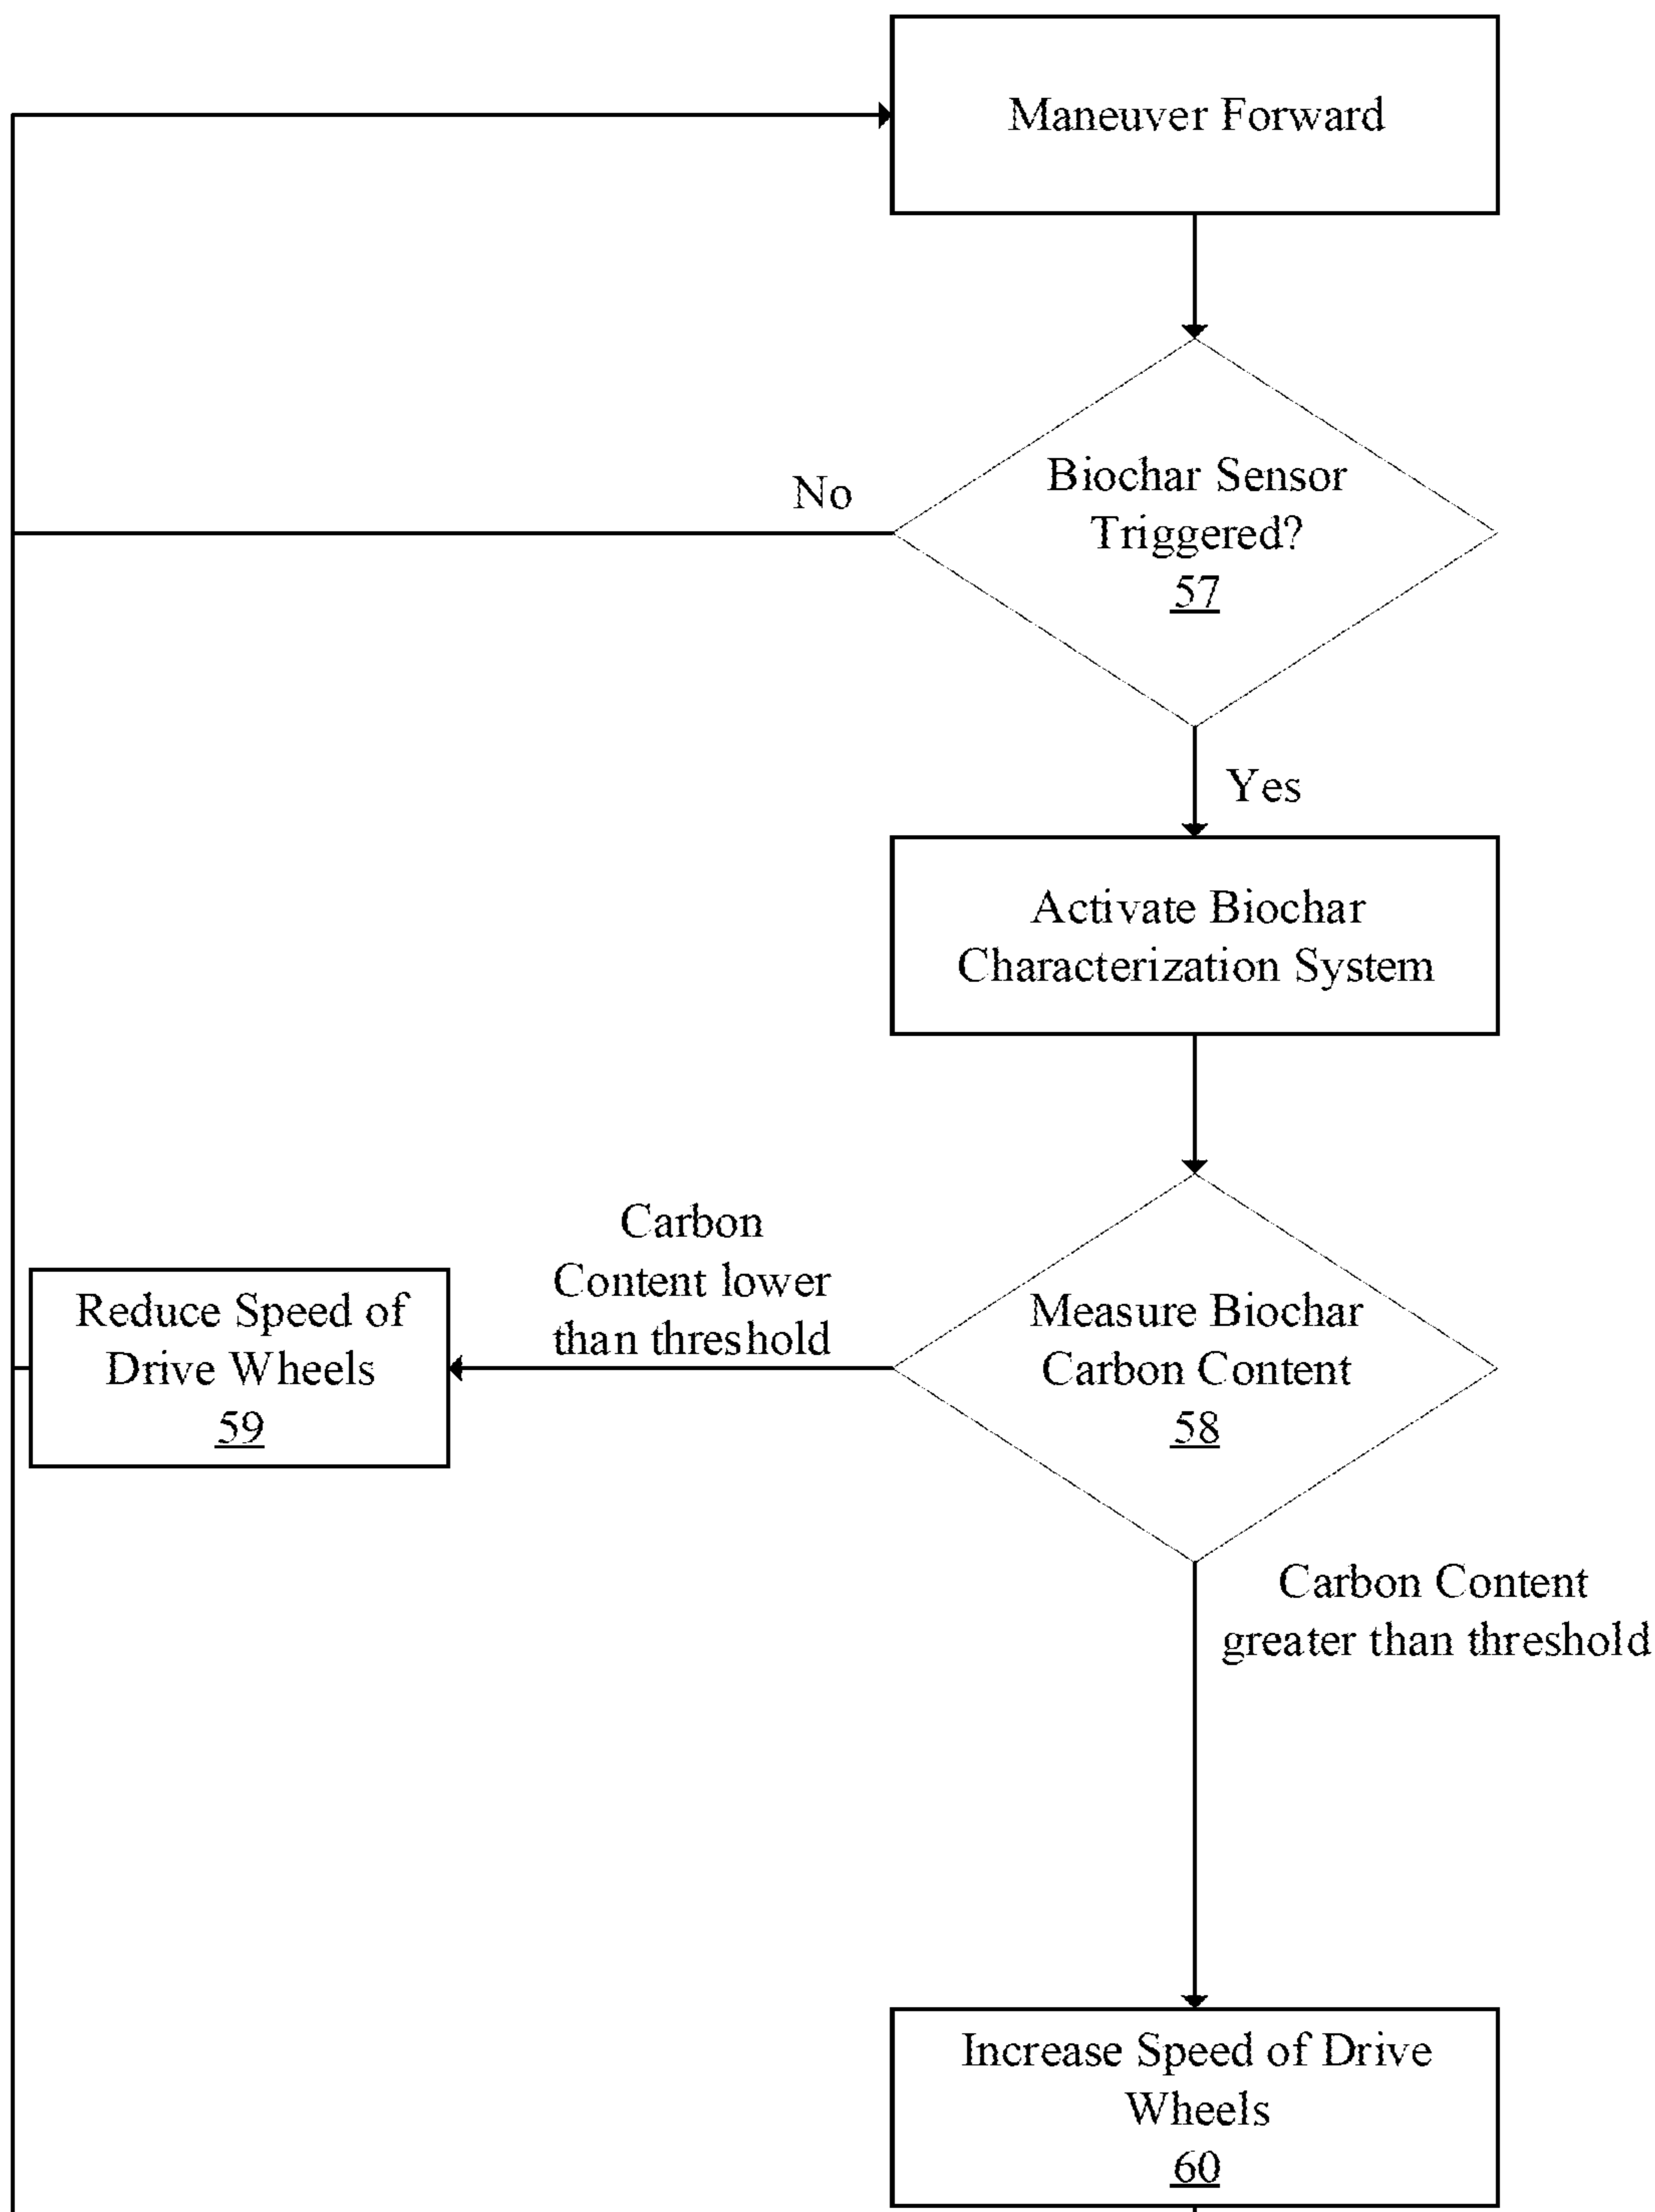 Maneuver Forward
Biochar Sensor
Triggered?
57
No
Yes
Activate Biochar
Characterization System
Measure Biochar
Carbon Content
58
Carbon
Content lower
than threshold
Reduce Speed of
Drive Wheels
59
Carbon Content
greater than threshold
Increase Speed of Drive
Wheels
60